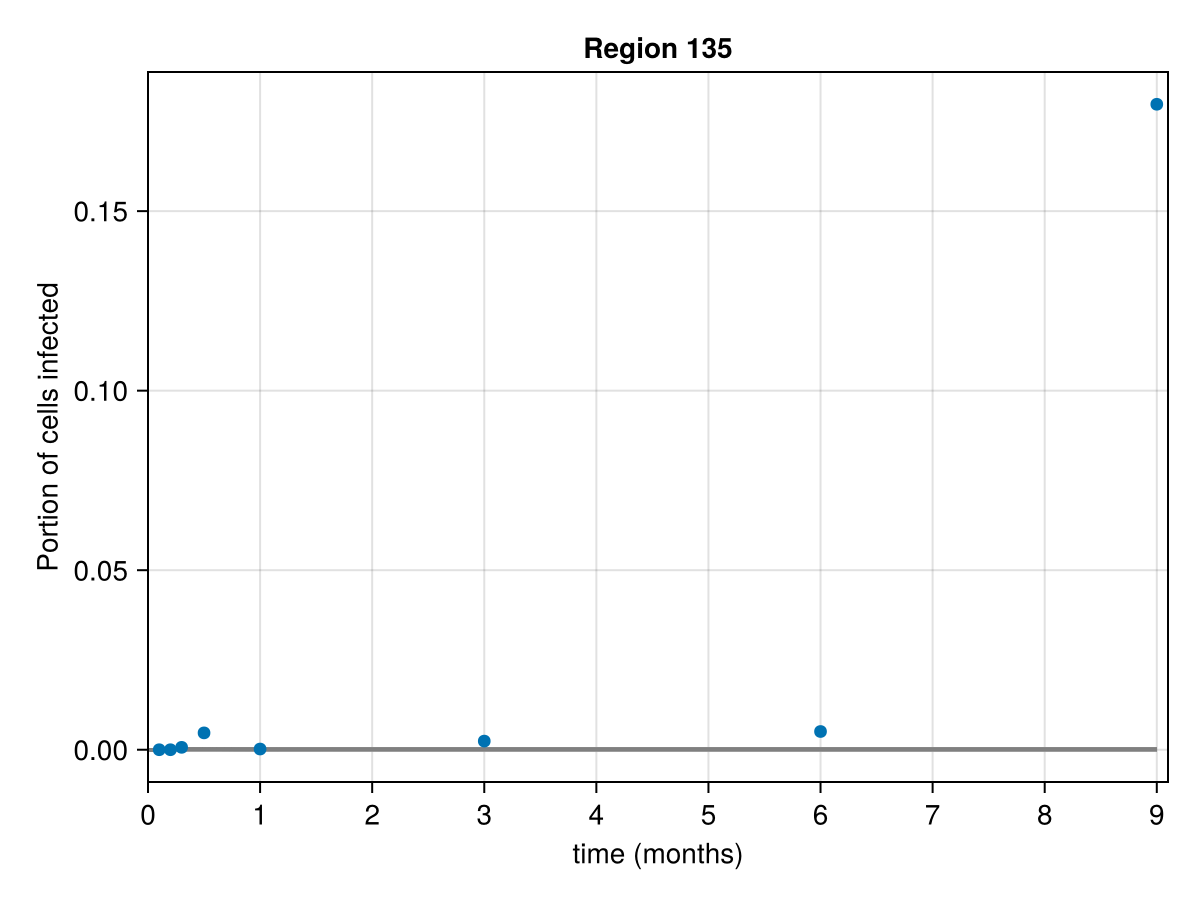 Region 135
Portion of cells infected
0.15
0.10
0.05
0.00
0 1 2 3 4 5 6 7 8 9
time (months)